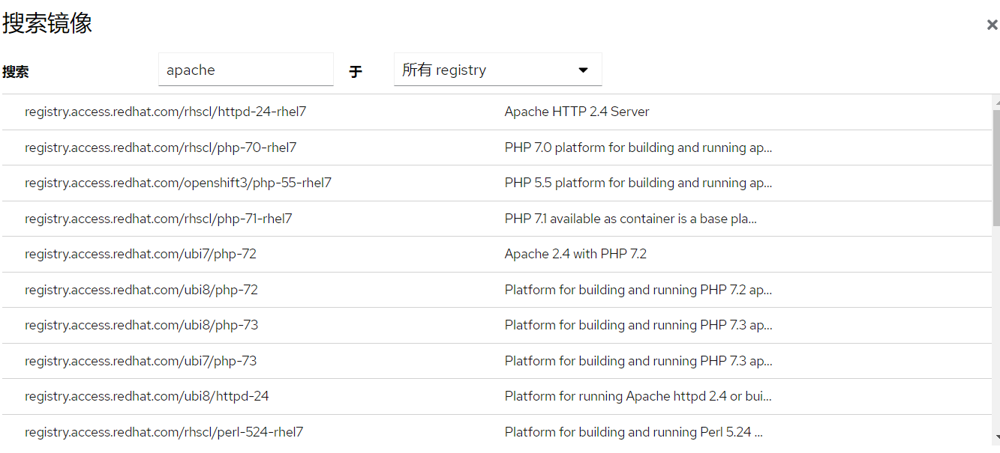 搜索镜像
搜索 apache 于 所有 registry
registry.access.redhat.com/rhscl/httpd-24-rhel7 Apache HTTP 2.4 Server
registry.access.redhat.com/rhscl/php-70-rhel7 PHP 7.0 platform for building and running ap...
registry.access.redhat.com/openshift3/php-55-rhel7 PHP 5.5 platform for building and running ap...
registry.access.redhat.com/rhscl/php-71-rhel7 PHP 7.1 available as container is a base pla...
registry.access.redhat.com/ubi7/php-72 Apache 2.4 with PHP 7.2
registry.access.redhat.com/ubi8/php-72 Platform for building and running PHP 7.2 ap...
registry.access.redhat.com/ubi8/php-73 Platform for building and running PHP 7.3 ap...
registry.access.redhat.com/ubi7/php-73 Platform for building and running PHP 7.3 ap...
registry.access.redhat.com/ubi8/httpd-24 Platform for running Apache httpd 2.4 or bui...
registry.access.redhat.com/rhscl/perl-524-rhel7 Platform for building and running Perl 5.24 ...